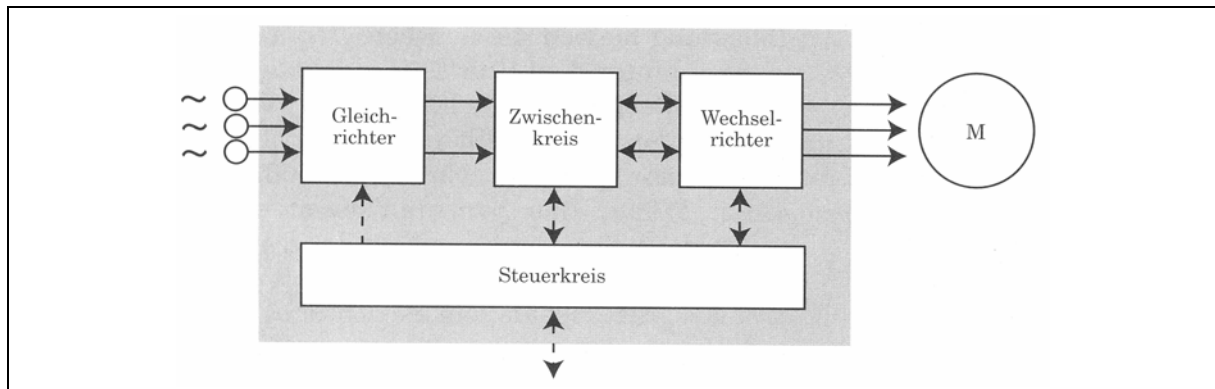 ~
~
~
Gleich-
richter
Zwischen-
kreis
Wechsel-
richter
M
Steuerkreis